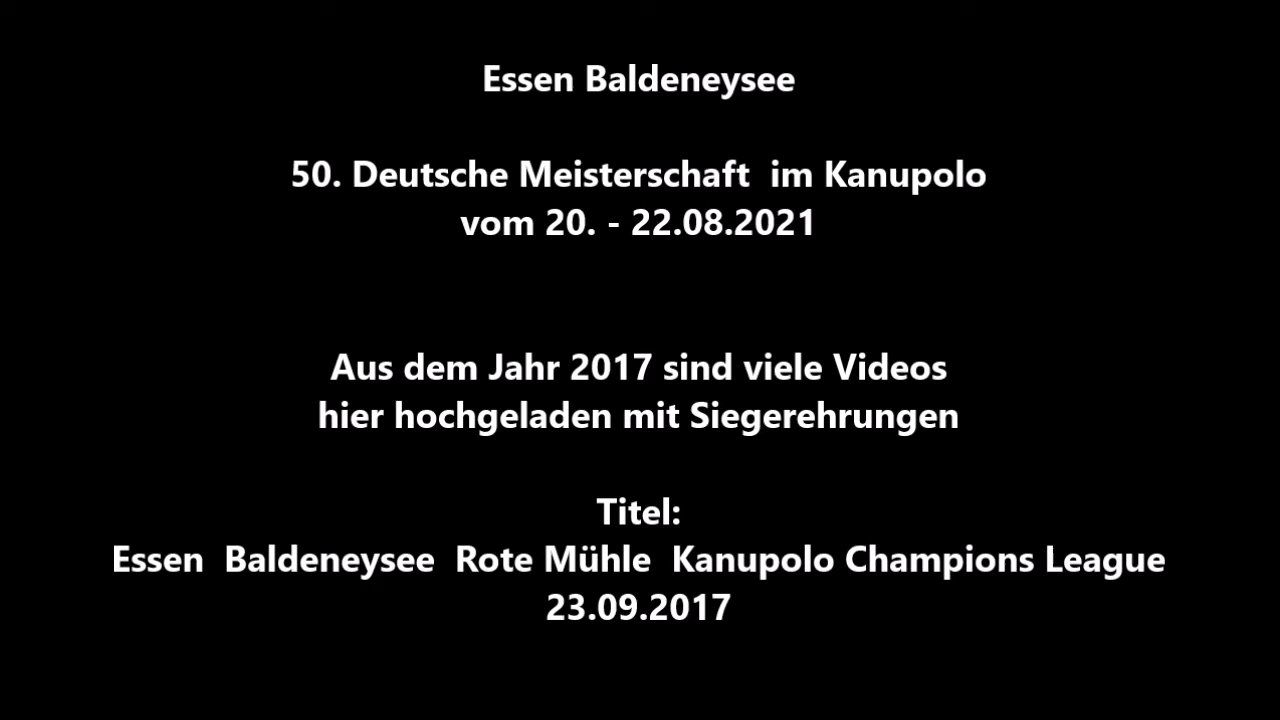 Essen Baldeneysee
50. Deutsche Meisterschaft  im Kanupolo
vom 20. - 22.08.2021
Aus dem Jahr 2017 sind viele Videos
hier hochgeladen mit Siegerehrungen
Titel:
Essen  Baldeneysee  Rote Mühle  Kanupolo Champions League
23.09.2017